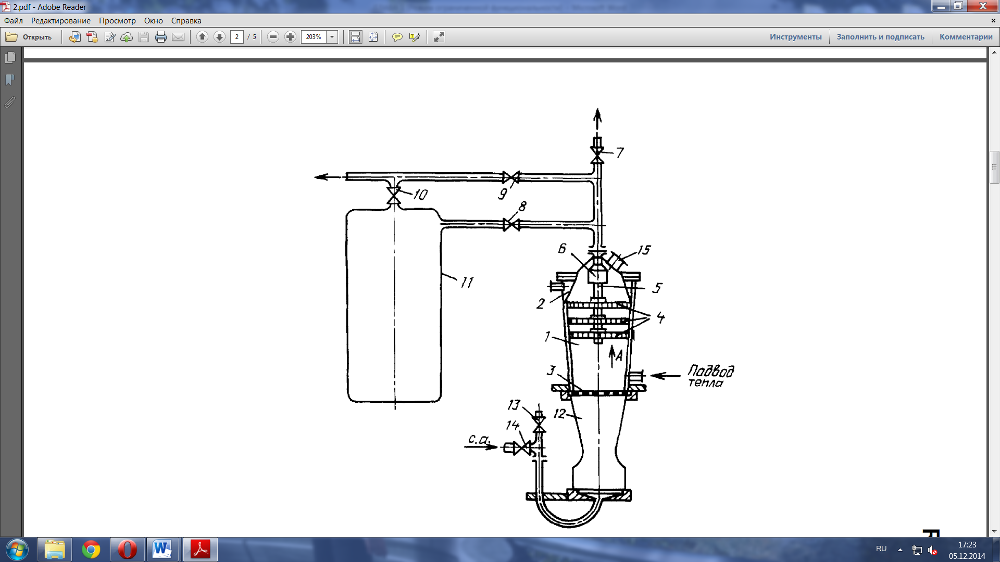 2.pdf - Adobe Reader
Файл Редактирование Просмотр Окно Справка
Открыть
2 / 5
203%
Инструменты Заполнить и подписать Комментарии
7
10
9
8
6
15
11
5
2
4
1
A
3
Подвод
тепла
13
12
14
с.а.
RU
17:23
05.12.2014